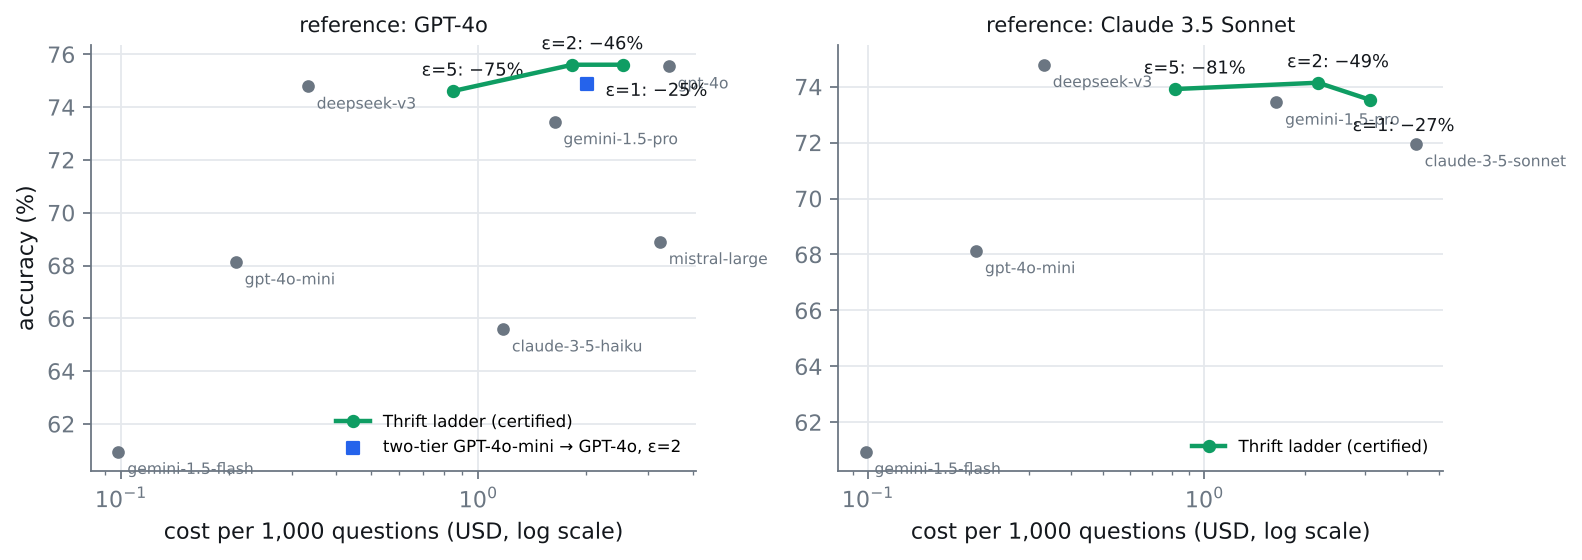 reference: GPT-4o
ε=2: −46%
ε=5: −75%
gpt-4o
ε=1: −25%
deepseek-v3
gemini-1.5-pro
mistral-large
gpt-4o-mini
claude-3-5-haiku
gemini-1.5-flash
Thrift ladder (certified)
two-tier GPT-4o-mini → GPT-4o, ε=2
76
74
72
70
68
66
64
62
accuracy (%)
10⁻¹
10⁰
cost per 1,000 questions (USD, log scale)
reference: Claude 3.5 Sonnet
ε=2: −49%
ε=5: −81%
deepseek-v3
gemini-1.5-pro
ε=1: −27%
claude-3-5-sonnet
gpt-4o-mini
gemini-1.5-flash
Thrift ladder (certified)
74
72
70
68
66
64
62
10⁻¹
10⁰
cost per 1,000 questions (USD, log scale)